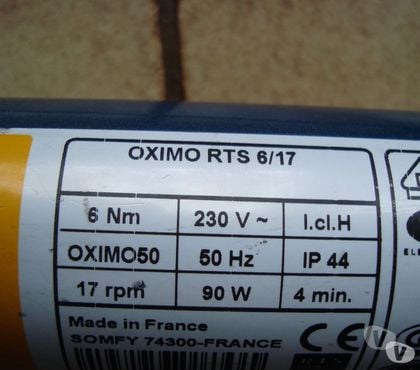 OXIMO RTS 6/17
6 Nm 230 V ~ I.cl.H
OXIMO50 50 Hz IP 44
17 rpm 90 W 4 min.
Made in France
SOMFY 74300-FRANCE
CE